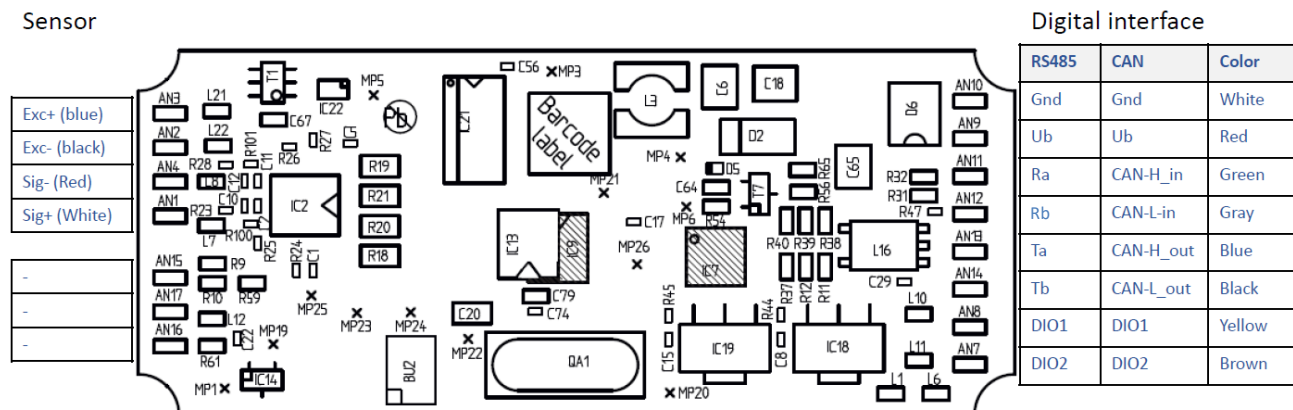 Sensor
Digital interface
Exc+ (blue)
Exc- (black)
Sig- (Red)
Sig+ (White)
-
-
-
RS485 CAN Color
Gnd Gnd White
Ub Ub Red
Ra CAN-H_in Green
Rb CAN-L-in Gray
Ta CAN-H_out Blue
Tb CAN-L_out Black
DIO1 DIO1 Yellow
DIO2 DIO2 Brown
AN3
L21
T1
IC22
MP5
C56
MP3
L3
C6
C18
D6
AN10
AN2
L22
R101
C67
R27
C5
R26
Pb
C21
Barcode
label
D2
AN9
AN4
R28
C11
L8
C12
R19
MP4
D5
R65
C65
R32
AN11
AN1
C10
R23
C7
IC2
R21
MP21
C64
R56
T7
R31
R47
AN12
L7
R100
R25
R20
IC13
IC9
C17
MP6
R54
R40
R39
R38
L16
AN13
AN15
R9
R24
C1
R18
MP26
IC7
R37
R12
R11
C29
AN14
AN17
R10
R59
MP25
C79
C74
R45
R44
L10
AN8
L12
MP23
MP24
C20
AN16
R61
C22
MP19
MP22
QA1
C15
IC19
C8
IC18
L11
AN7
MP1
IC14
BU2
MP20
L1
L6